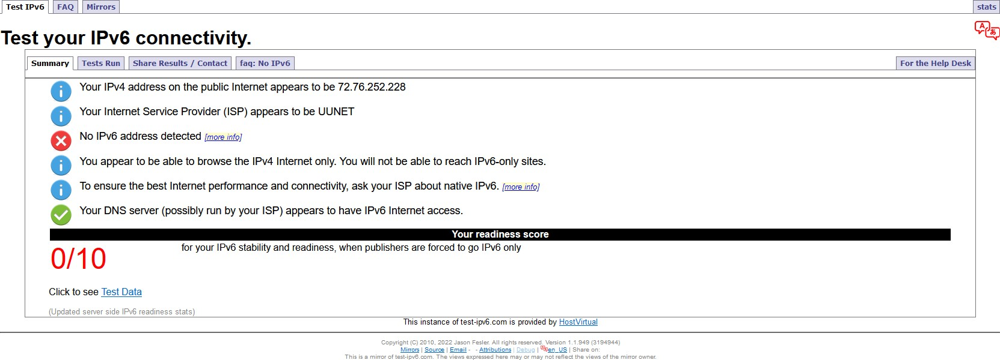 Test IPv6 FAQ Mirrors stats
Test your IPv6 connectivity.
Summary Tests Run Share Results / Contact faq: No IPv6 For the Help Desk
Your IPv4 address on the public Internet appears to be 72.76.252.228
Your Internet Service Provider (ISP) appears to be UUNET
No IPv6 address detected [more info]
You appear to be able to browse the IPv4 Internet only. You will not be able to reach IPv6-only sites.
To ensure the best Internet performance and connectivity, ask your ISP about native IPv6. [more info]
Your DNS server (possibly run by your ISP) appears to have IPv6 Internet access.
Your readiness score
0/10 for your IPv6 stability and readiness, when publishers are forced to go IPv6 only
Click to see Test Data
(Updated server side IPv6 readiness stats)
This instance of test-ipv6.com is provided by HostVirtual
Copyright (C) 2010, 2022 Jason Fesler. All rights reserved. Version 1.1.949 (3194944)
Mirrors | Source | Email - - Attributions | Debug | en_US | Share on:
This is a mirror of test-ipv6.com. The views expressed here may or may not reflect the views of the mirror owner.